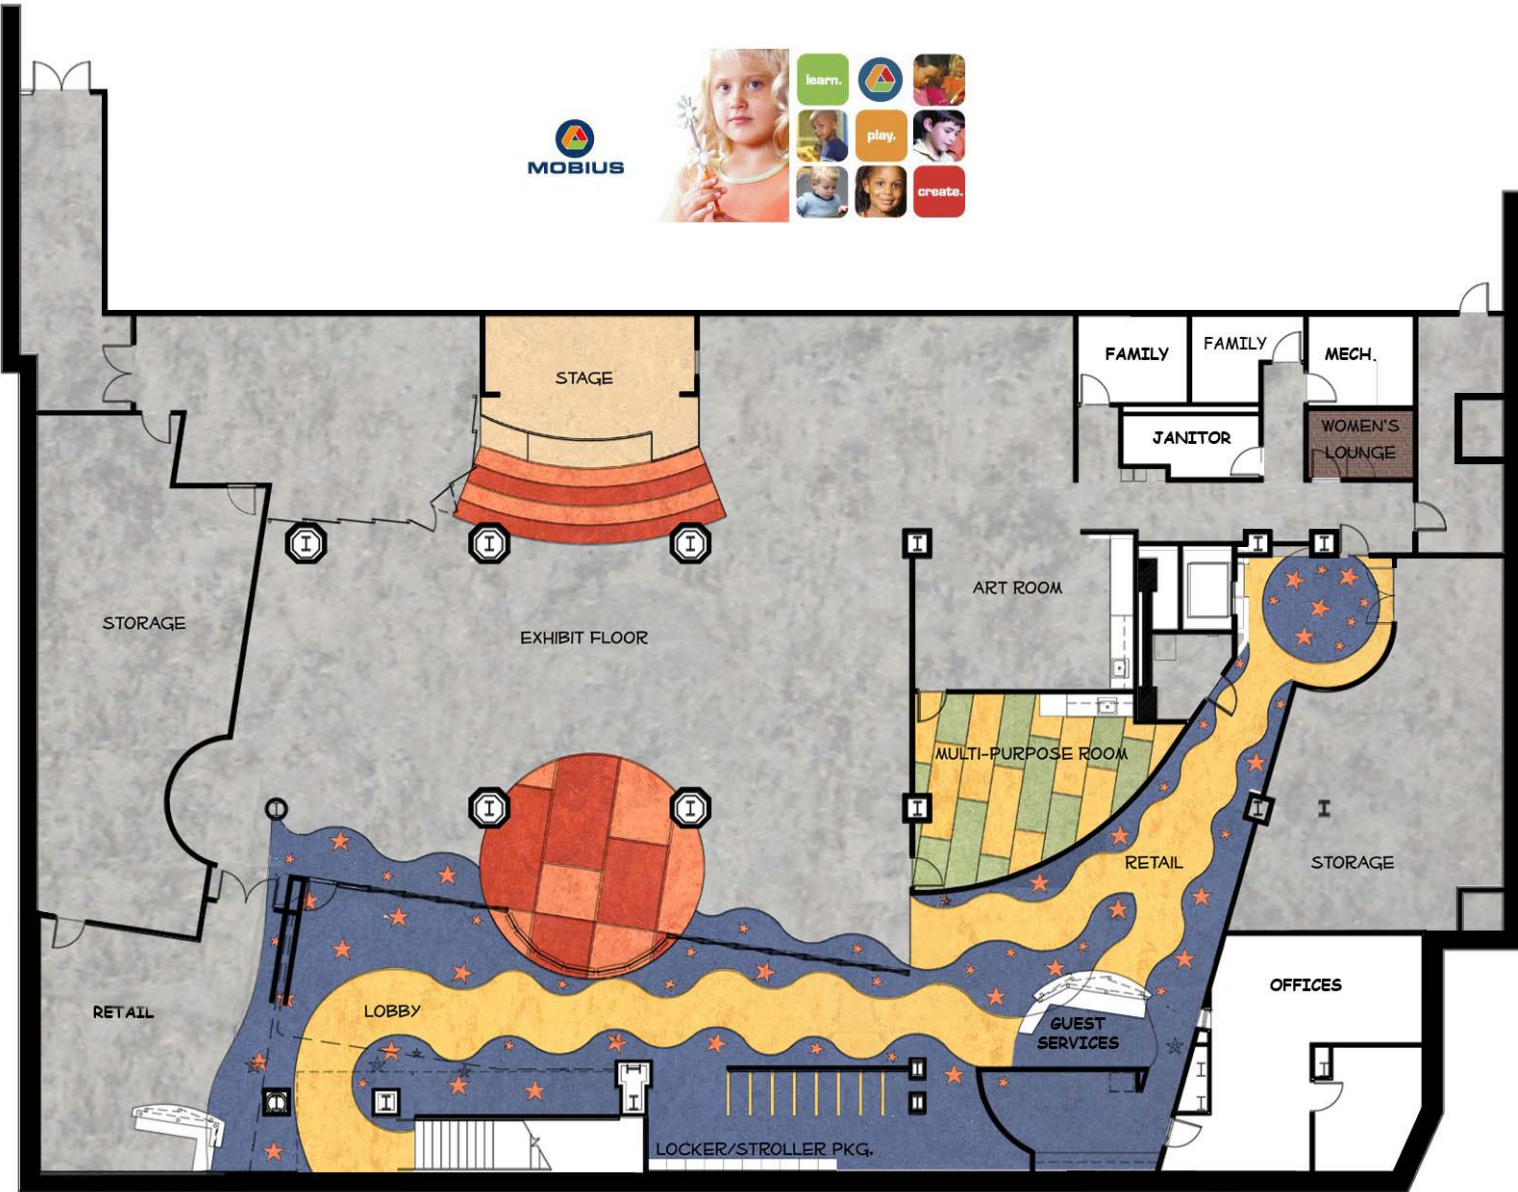 learn.
play.
MOBIUS
create.
FAMILY
FAMILY
MECH.
STAGE
WOMEN'S
LOUNGE
JANITOR
ART ROOM
STORAGE
EXHIBIT FLOOR
MULTI-PURPOSE ROOM
RETAIL
STORAGE
OFFICES
RETAIL
LOBBY
GUEST
SERVICES
LOCKER/STROLLER PKG.